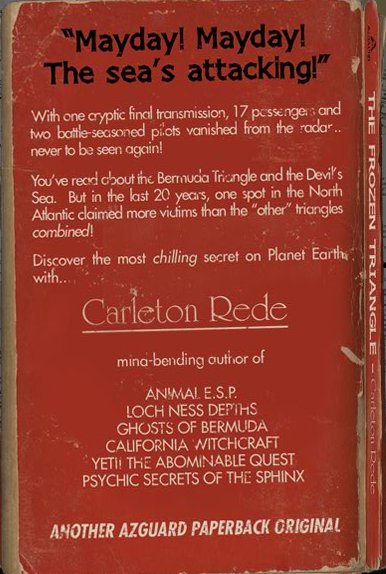 “Mayday! Mayday!
The sea’s attacking!”
With one cryptic final transmission, 17 passengers and
two battle-seasoned pilots vanished from the radar..
never to be seen again!
You’ve read about the Bermuda Triangle and the Devil’s
Sea. But in the last 20 years, one spot in the North
Atlantic claimed more victims than the “other” triangles
combined!
Discover the most chilling secret on Planet Earth
with..
Carleton Rede
mind-bending author of
ANIMAL E.S.P.
LOCH NESS DEPTHS
GHOSTS OF BERMUDA
CALIFORNIA WITCHCRAFT
YETI! THE ABOMINABLE QUEST
PSYCHIC SECRETS OF THE SPHINX
ANOTHER AZGUARD PAPERBACK ORIGINAL
THE FROZEN TRIANGLE – Carleton Rede